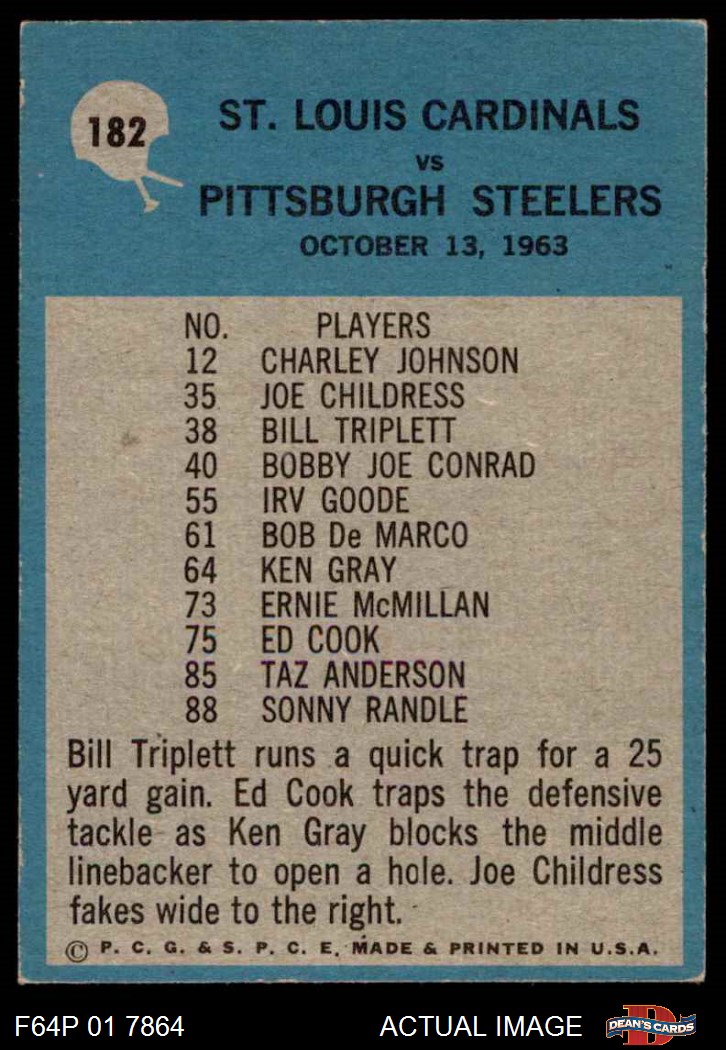 182
ST. LOUIS CARDINALS
VS
PITTSBURGH STEELERS
OCTOBER 13, 1963
NO. PLAYERS
12 CHARLEY JOHNSON
35 JOE CHILDRESS
38 BILL TRIPLETT
40 BOBBY JOE CONRAD
55 IRV GOODE
61 BOB De MARCO
64 KEN GRAY
73 ERNIE McMILLAN
75 ED COOK
85 TAZ ANDERSON
88 SONNY RANDLE
Bill Triplett runs a quick trap for a 25
yard gain. Ed Cook traps the defensive
tackle as Ken Gray blocks the middle
linebacker to open a hole. Joe Childress
fakes wide to the right.
© P. C. G. & S. P. C. E. MADE & PRINTED IN U.S.A.
F64P 01 7864 ACTUAL IMAGE D DEAN'S CARDS